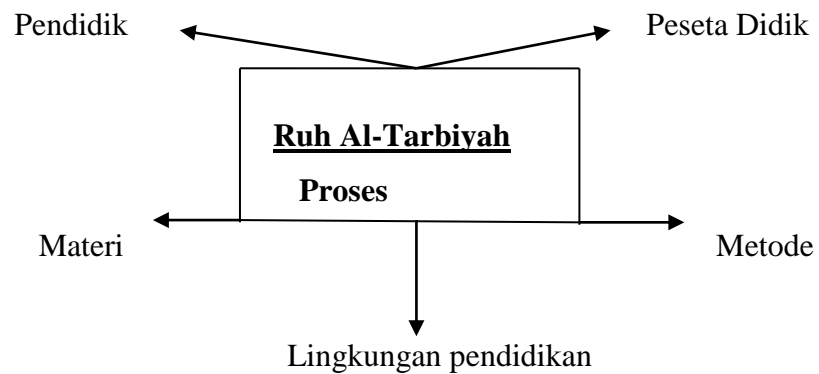 Pendidik
Peseta Didik
Ruh Al-Tarbiyah
Proses
Materi
Metode
Lingkungan pendidikan